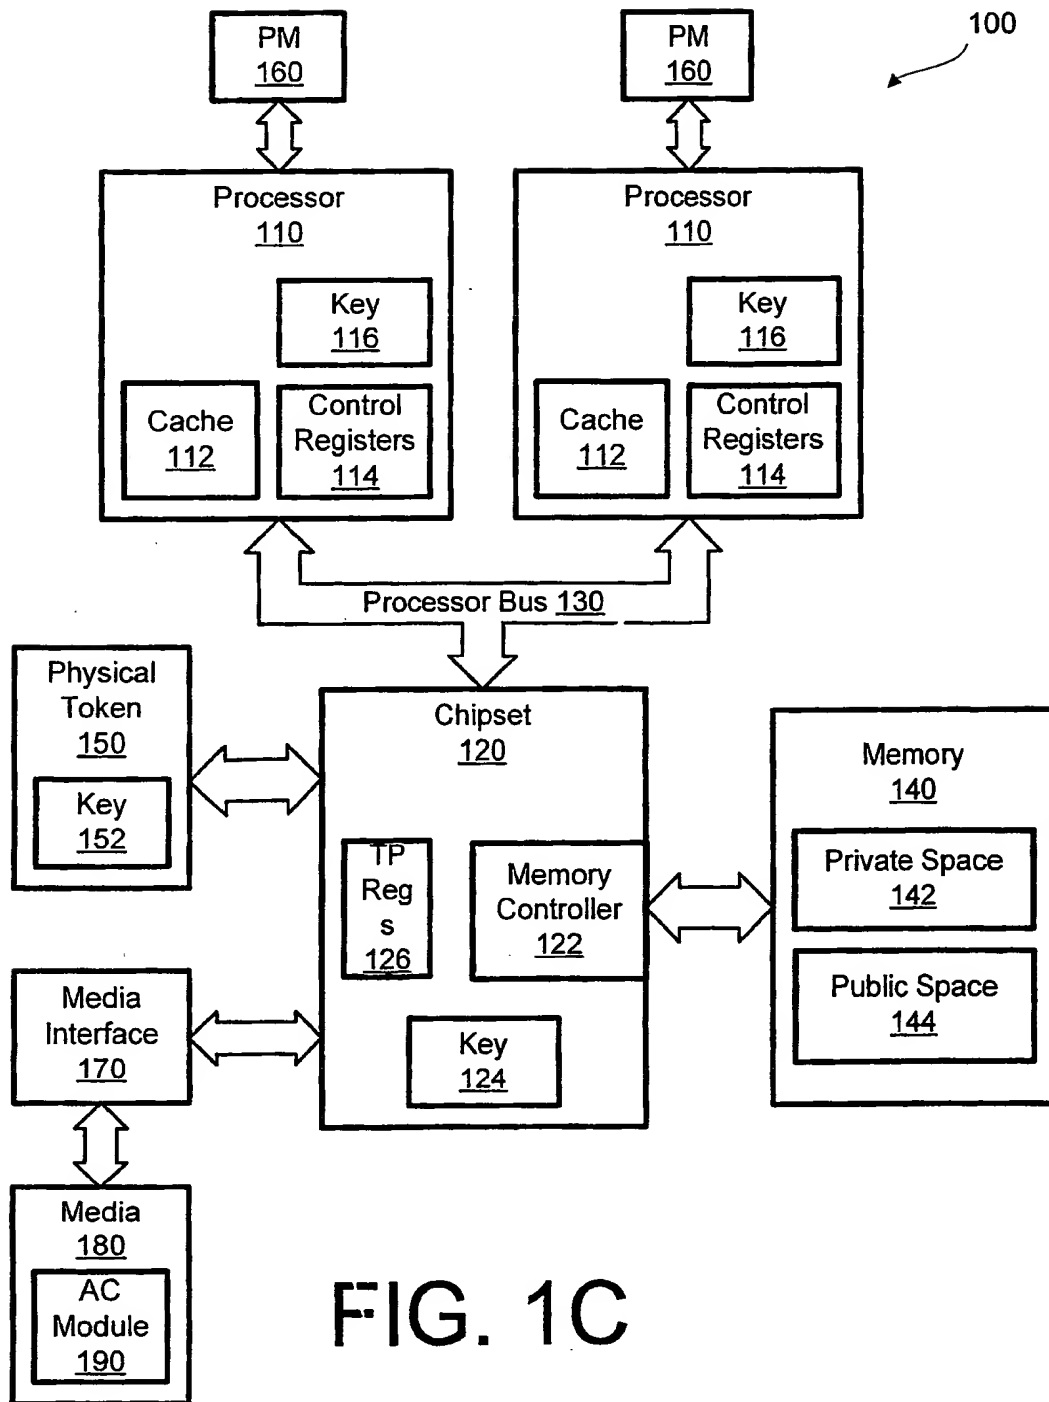 100
PM
160
PM
160
Processor
110
Key
116
Cache
112
Control
Registers
114
Processor
110
Key
116
Cache
112
Control
Registers
114
Processor Bus 130
Physical
Token
150
Key
152
Chipset
120
TP
Reg
s
126
Memory
Controller
122
Key
124
Memory
140
Private Space
142
Public Space
144
Media
Interface
170
Media
180
AC
Module
190
FIG. 1C